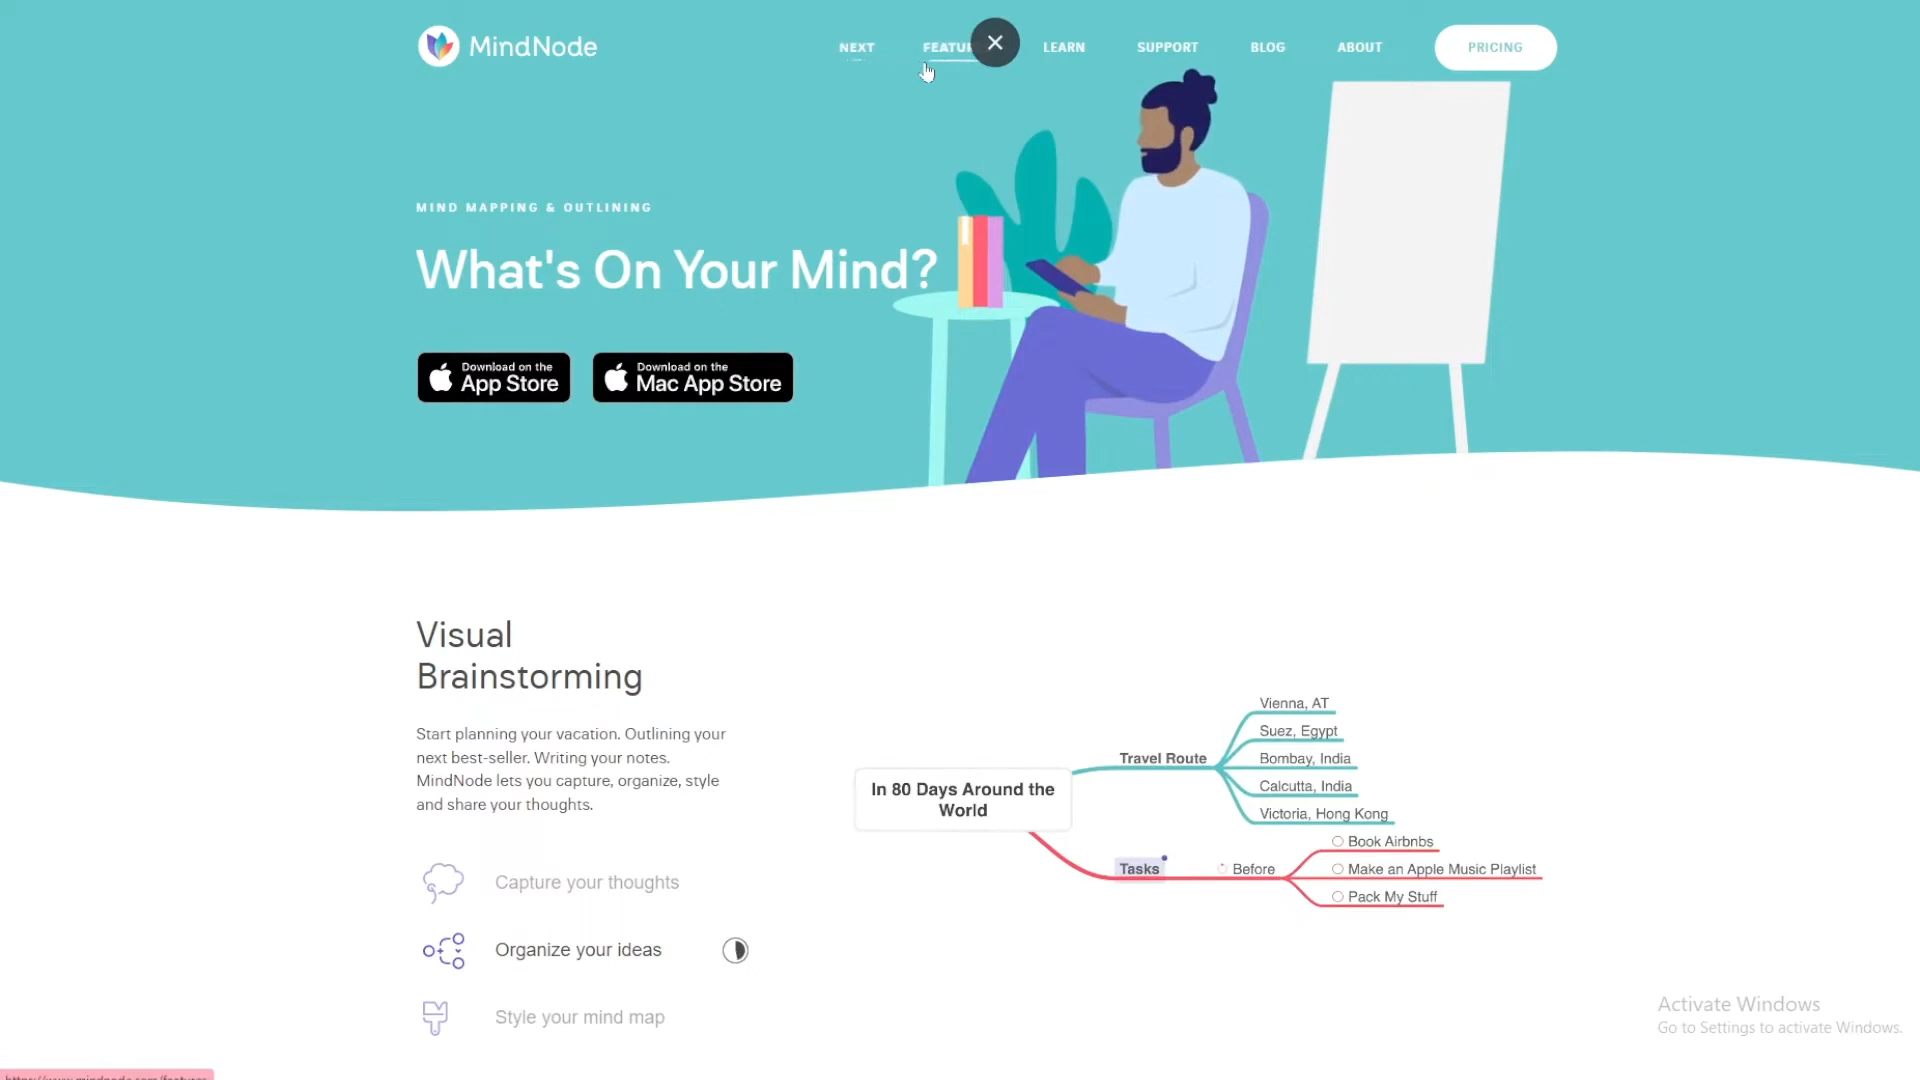 MindNode
NEXT
FEATU
LEARN
SUPPORT
BLOG
ABOUT
PRICING
MIND MAPPING & OUTLINING
What's On Your Mind?
Download on the
App Store
Download on the
Mac App Store
Visual
Brainstorming
Start planning your vacation. Outlining your
next best-seller. Writing your notes.
MindNode lets you capture, organize, style
and share your thoughts.
Capture your thoughts
Organize your ideas
Style your mind map
In 80 Days Around the
World
Travel Route
Vienna, AT
Suez, Egypt
Bombay, India
Calcutta, India
Victoria, Hong Kong
Tasks
Before
Book Airbnbs
Make an Apple Music Playlist
Pack My Stuff
Activate Windows
Go to Settings to activate Windows.